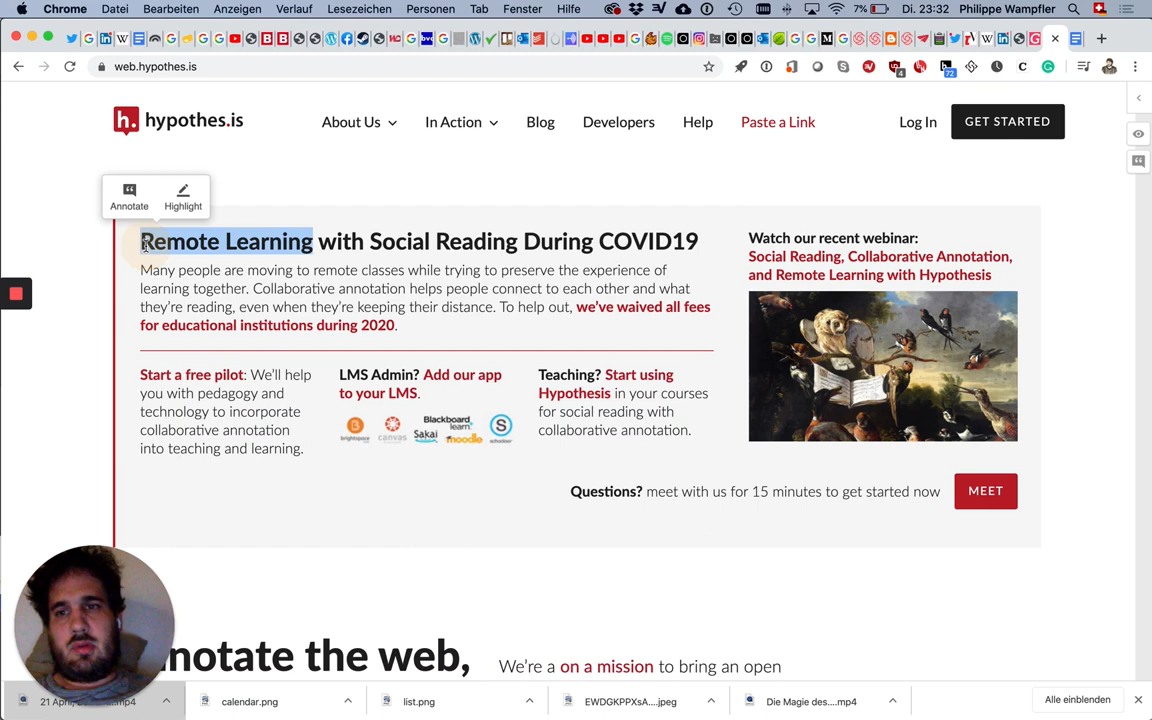 Chrome Datei Bearbeiten Anzeigen Verlauf Lesezeichen Personen Tab Fenster Hilfe 7% Di. 23:32 Philippe Wampfler
web.hypothes.is
4
72
h. hypothes.is
About Us In Action Blog Developers Help Paste a Link Log In GET STARTED
Annotate Highlight
Remote Learning with Social Reading During COVID19
Many people are moving to remote classes while trying to preserve the experience of
learning together. Collaborative annotation helps people connect to each other and what
they're reading, even when they're keeping their distance. To help out, we've waived all fees
for educational institutions during 2020.
Watch our recent webinar:
Social Reading, Collaborative Annotation,
and Remote Learning with Hypothesis
Start a free pilot: We'll help
you with pedagogy and
technology to incorporate
collaborative annotation
into teaching and learning.
LMS Admin? Add our app
to your LMS.
brightspace canvas Sakai Blackboard learn moodle schoology
Teaching? Start using
Hypothesis in your courses
for social reading with
collaborative annotation.
Questions? meet with us for 15 minutes to get started now MEET
notate the web,
We're a on a mission to bring an open
21 April, mp4 calendar.png list.png EWDGKPPXsA....jpeg Die Magie des....mp4 Alle einblenden